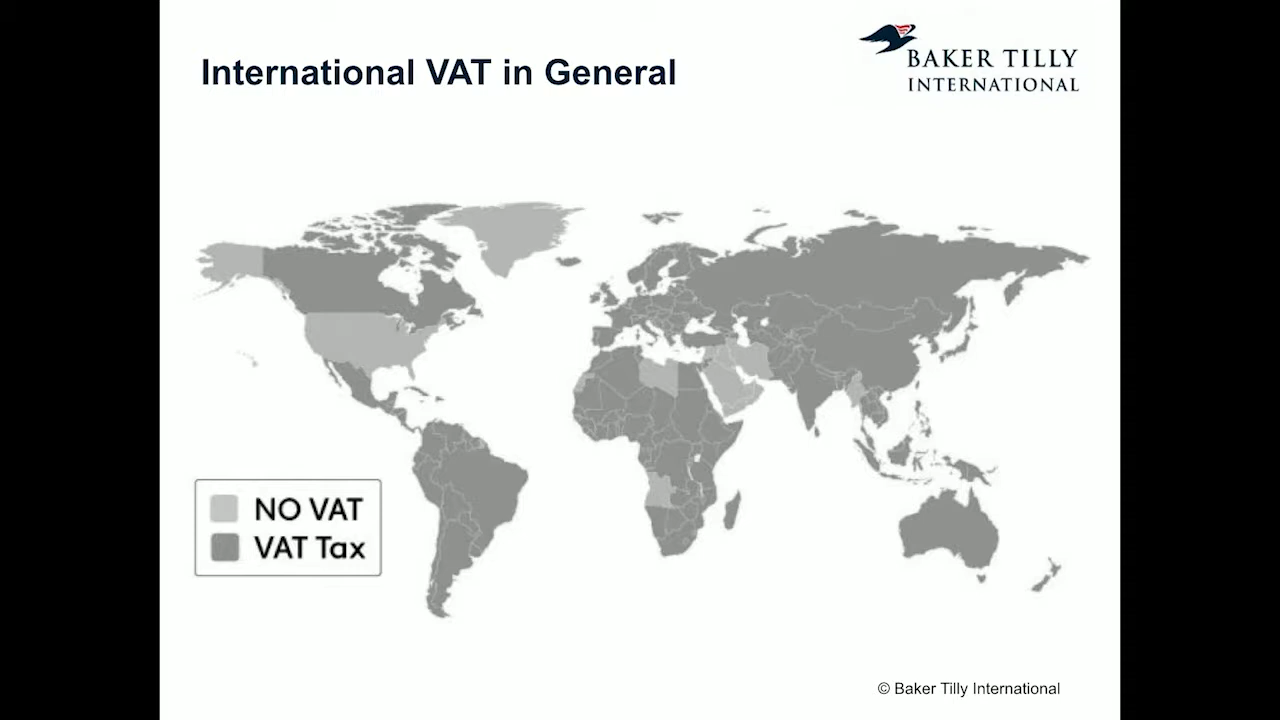 International VAT in General
BAKER TILLY
INTERNATIONAL
NO VAT
VAT Tax
© Baker Tilly International